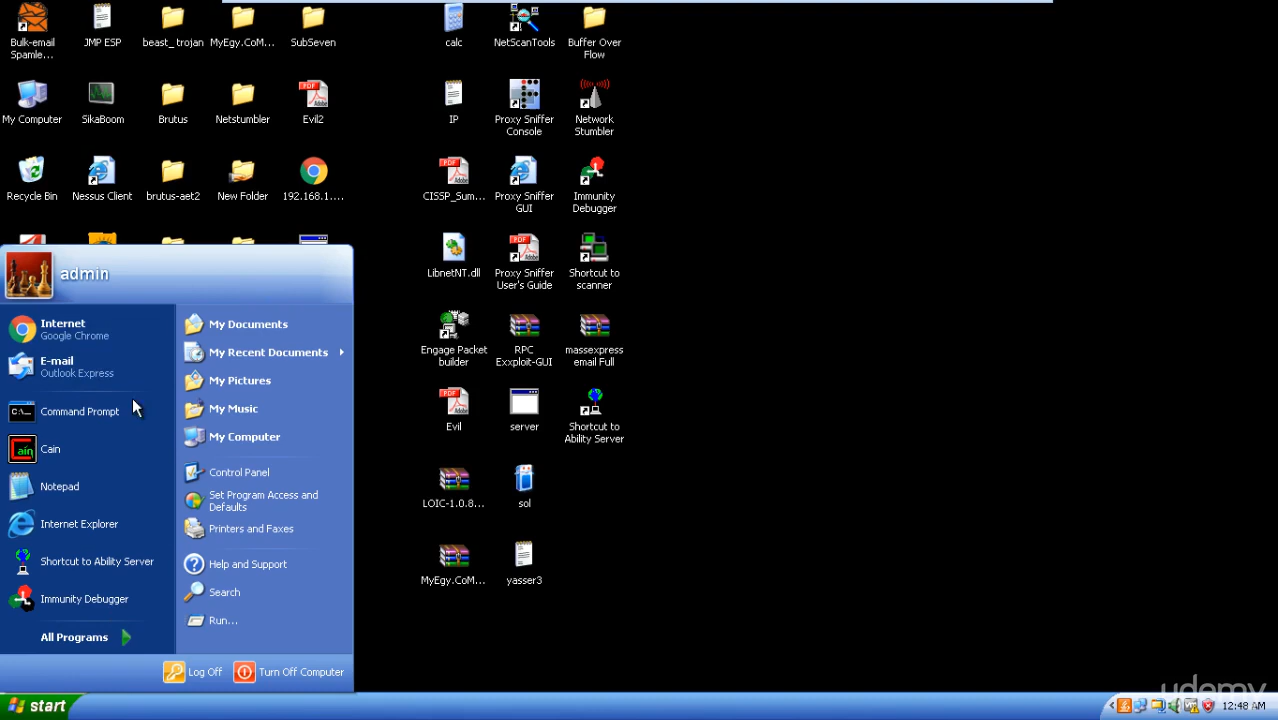 Bulk-email
Spamle...
JMP ESP
beast_trojan
MyEgy.CoM...
SubSeven
calc
NetScanTools
Buffer Over
Flow
My Computer
SikaBoom
Brutus
Netstumbler
Evil2
IP
Proxy Sniffer
Console
Network
Stumbler
Recycle Bin
Nessus Client
brutus-aet2
New Folder
192.168.1....
CISSP_Sum...
Proxy Sniffer
GUI
Immunity
Debugger
LibnetNT.dll
Proxy Sniffer
User's Guide
Shortcut to
scanner
Engage Packet
builder
RPC
Exxploit-GUI
massexpress
email Full
Evil
server
Shortcut to
Ability Server
LOIC-1.0.8...
sol
MyEgy.CoM...
yasser3
admin
Internet
Google Chrome
E-mail
Outlook Express
C:\...
Command Prompt
Cain
Notepad
Internet Explorer
Shortcut to Ability Server
Immunity Debugger
All Programs
My Documents
My Recent Documents
My Pictures
My Music
My Computer
Control Panel
Set Program Access and
Defaults
Printers and Faxes
Help and Support
Search
Run...
Log Off
Turn Off Computer
start
12:48 AM
udemy